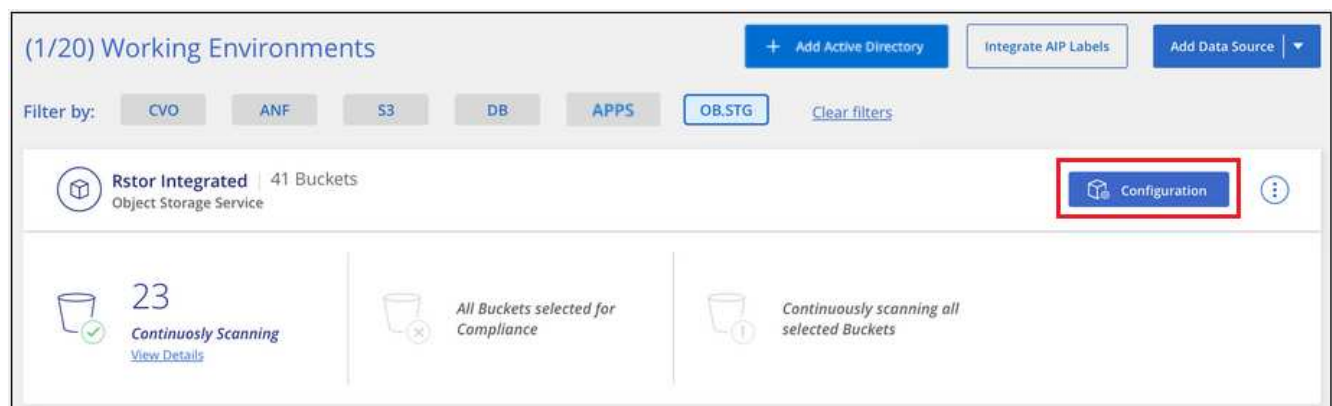 (1/20) Working Environments
+ Add Active Directory
Integrate AIP Labels
Add Data Source
Filter by:
CVO
ANF
S3
DB
APPS
OB.STG
Clear filters
Rstor Integrated | 41 Buckets
Object Storage Service
Configuration
23
Continuosly Scanning
View Details
All Buckets selected for
Compliance
Continuously scanning all
selected Buckets